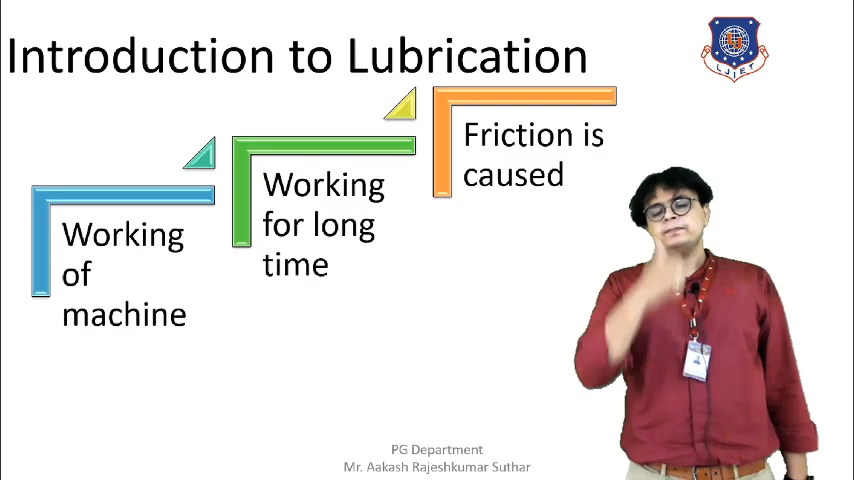 Introduction to Lubrication
LJIET
Friction is
caused
Working
for long
time
Working
of
machine
PG Department
Mr. Aakash Rajeshkumar Suthar